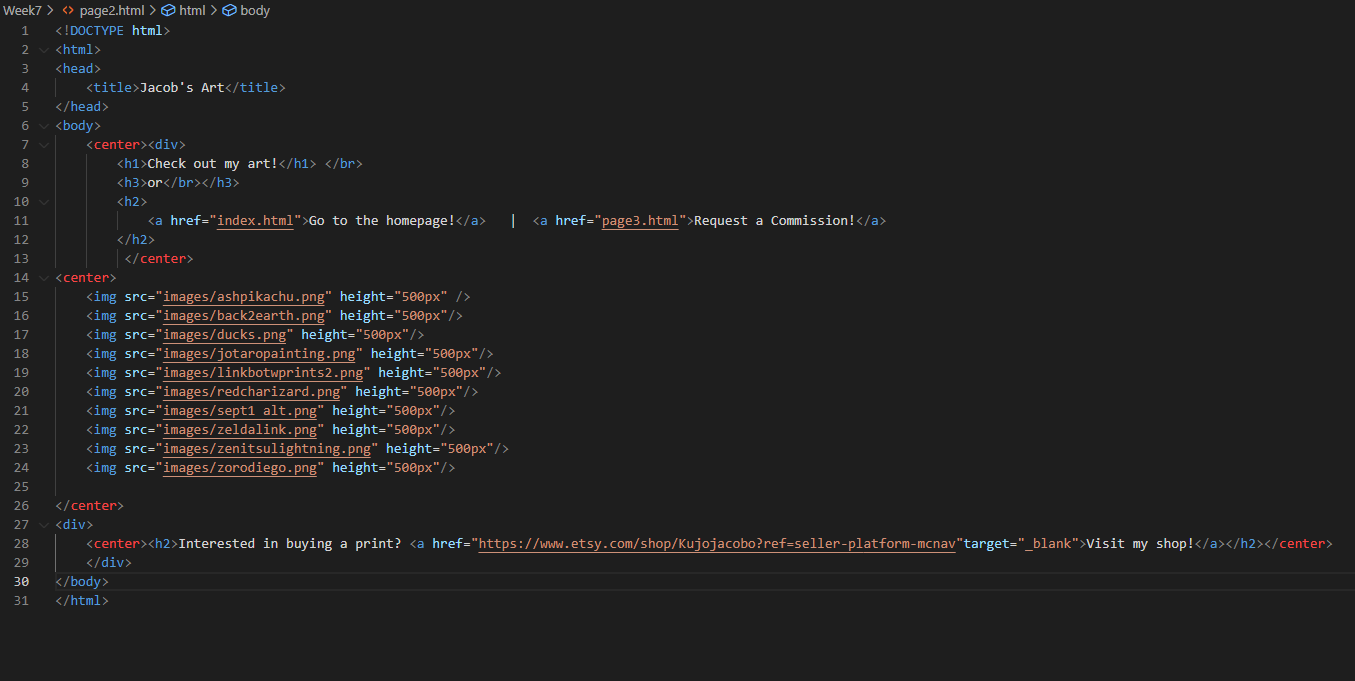 Week7 > page2.html > html > body
1 <!DOCTYPE html>
2 <html>
3 <head>
4     <title>Jacob's Art</title>
5 </head>
6 <body>
7     <center><div>
8         <h1>Check out my art!</h1> </br>
9         <h3>or</br></h3>
10         <h2>
11             <a href="index.html">Go to the homepage!</a>   |  <a href="page3.html">Request a Commission!</a>
12         </h2>
13          </center>
14 <center>
15     <img src="images/ashpikachu.png" height="500px" />
16     <img src="images/back2earth.png" height="500px"/>
17     <img src="images/ducks.png" height="500px"/>
18     <img src="images/jotaropainting.png" height="500px"/>
19     <img src="images/linkbotwprints2.png" height="500px"/>
20     <img src="images/redcharizard.png" height="500px"/>
21     <img src="images/sept1 alt.png" height="500px"/>
22     <img src="images/zeldalink.png" height="500px"/>
23     <img src="images/zenitsulightning.png" height="500px"/>
24     <img src="images/zorodiego.png" height="500px"/>
25
26 </center>
27 <div>
28     <center><h2>Interested in buying a print? <a href="https://www.etsy.com/shop/Kujojacobo?ref=seller-platform-mcnav"target="_blank">Visit my shop!</a></h2></center>
29     </div>
30 </body>
31 </html>